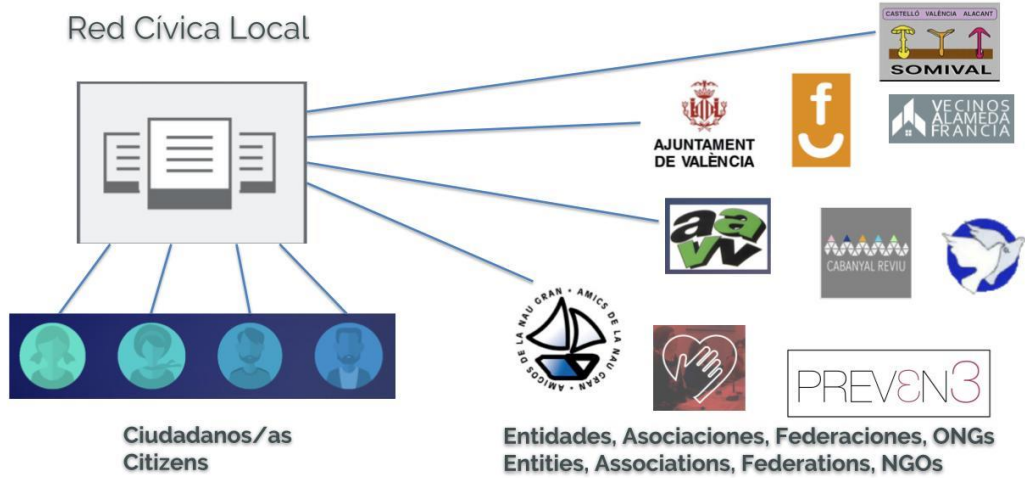 Red Cívica Local
CASTELLÓ VALÈNCIA ALACANT
SOMIVAL
AJUNTAMENT
DE VALÈNCIA
f
VECINOS
ALAMEDA
FRANCIA
aavv
CABANYAL REVIU
AMIGOS DE LA NAU GRAN · AMICS DE LA NAU GRAN ·
PREVEN3
Ciudadanos/as
Citizens
Entidades, Asociaciones, Federaciones, ONGs
Entities, Associations, Federations, NGOs